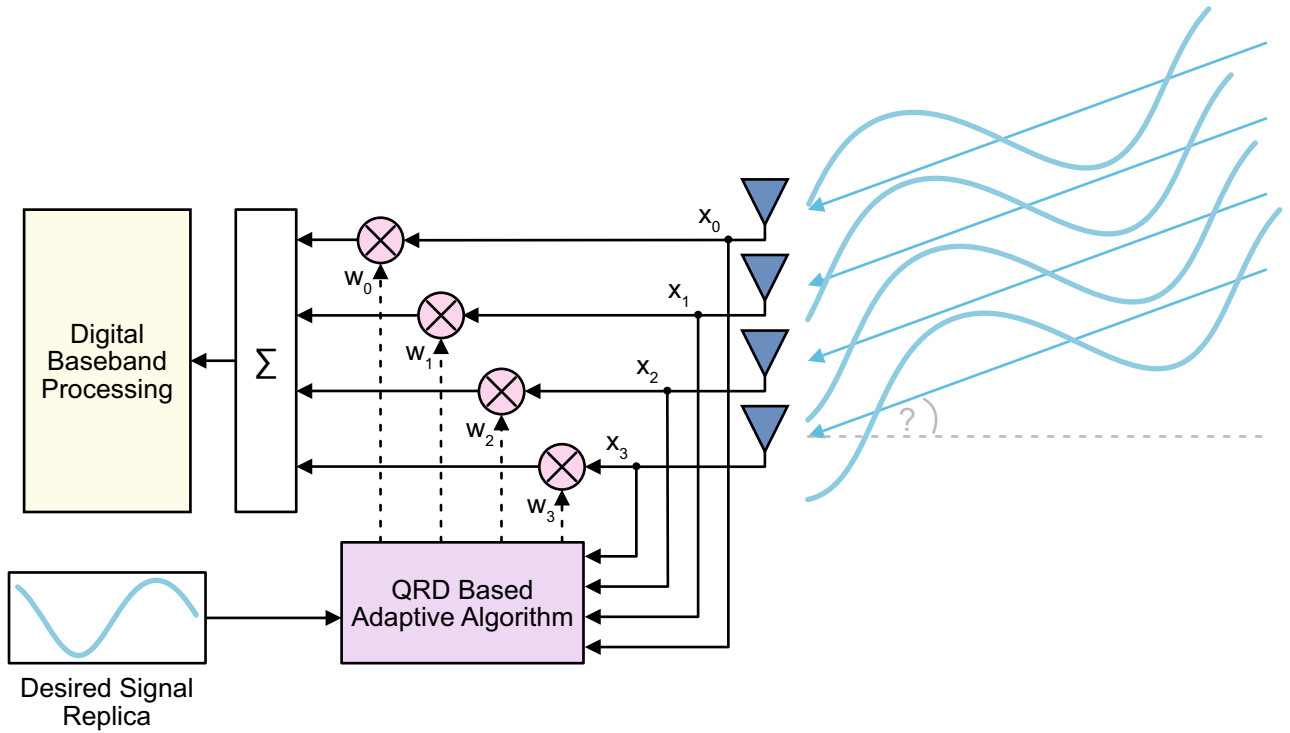 x0
w0
x1
w1
x2
w2
x3
w3
?
Digital
Baseband
Processing
Σ
QRD Based
Adaptive Algorithm
Desired Signal
Replica